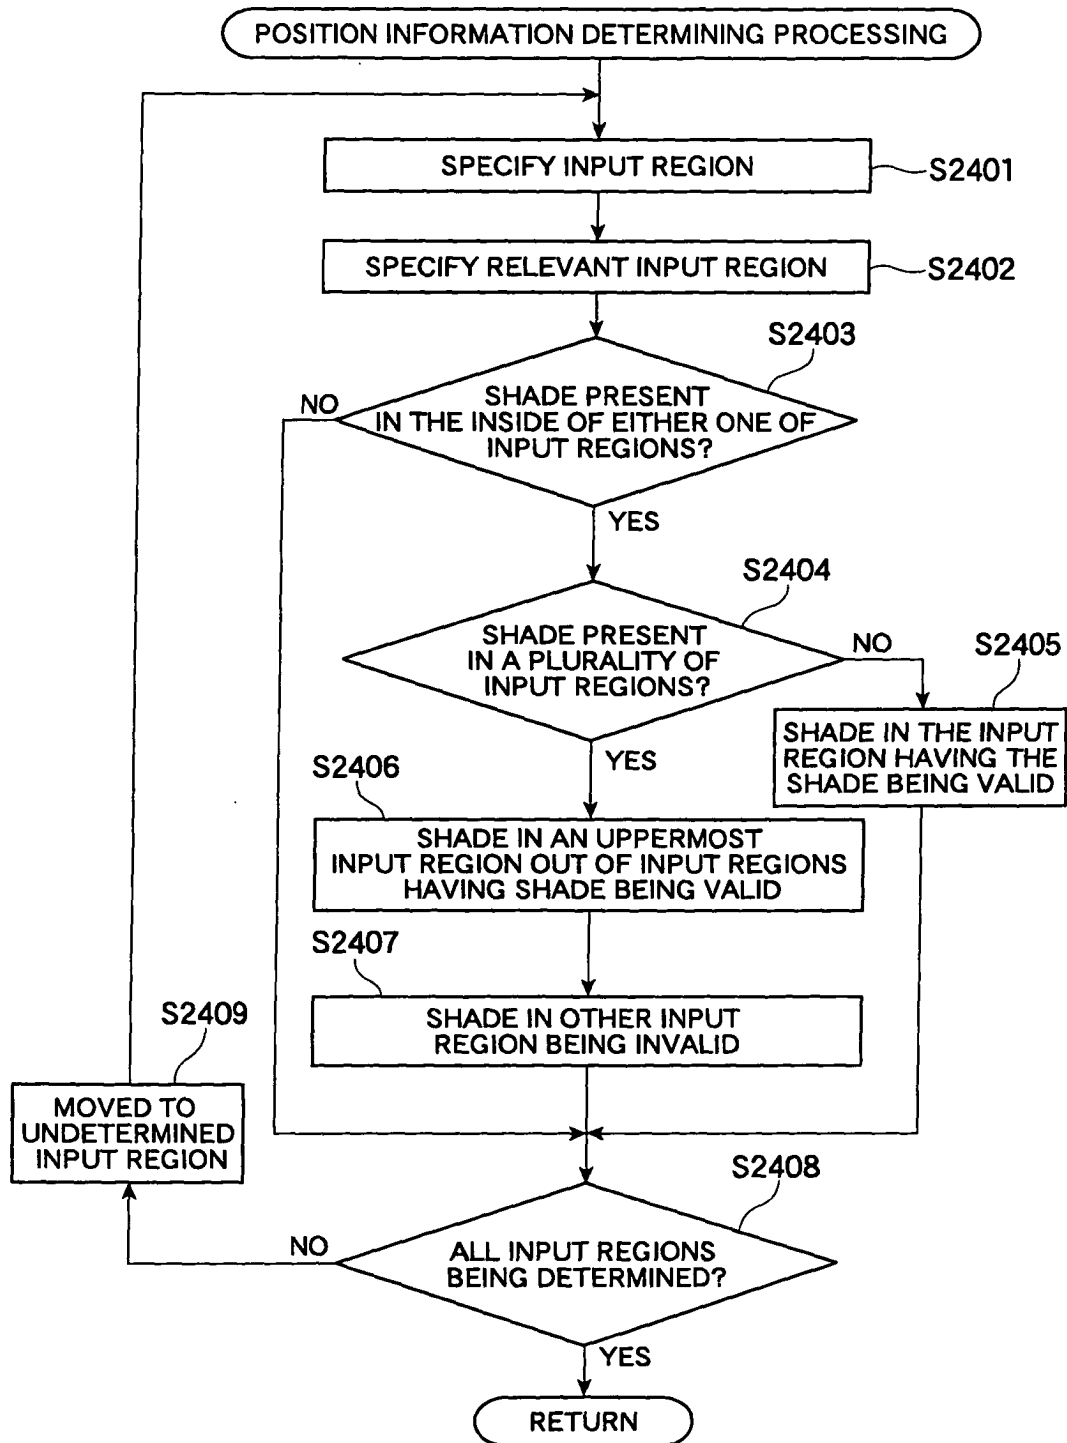 POSITION INFORMATION DETERMINING PROCESSING
SPECIFY INPUT REGION
S2401
SPECIFY RELEVANT INPUT REGION
S2402
S2403
SHADE PRESENT
IN THE INSIDE OF EITHER ONE OF
INPUT REGIONS?
NO
YES
S2404
SHADE PRESENT
IN A PLURALITY OF
INPUT REGIONS?
NO
YES
S2405
SHADE IN THE INPUT
REGION HAVING THE
SHADE BEING VALID
S2406
SHADE IN AN UPPERMOST
INPUT REGION OUT OF INPUT REGIONS
HAVING SHADE BEING VALID
S2407
SHADE IN OTHER INPUT
REGION BEING INVALID
S2409
MOVED TO
UNDETERMINED
INPUT REGION
S2408
ALL INPUT REGIONS
BEING DETERMINED?
NO
YES
RETURN